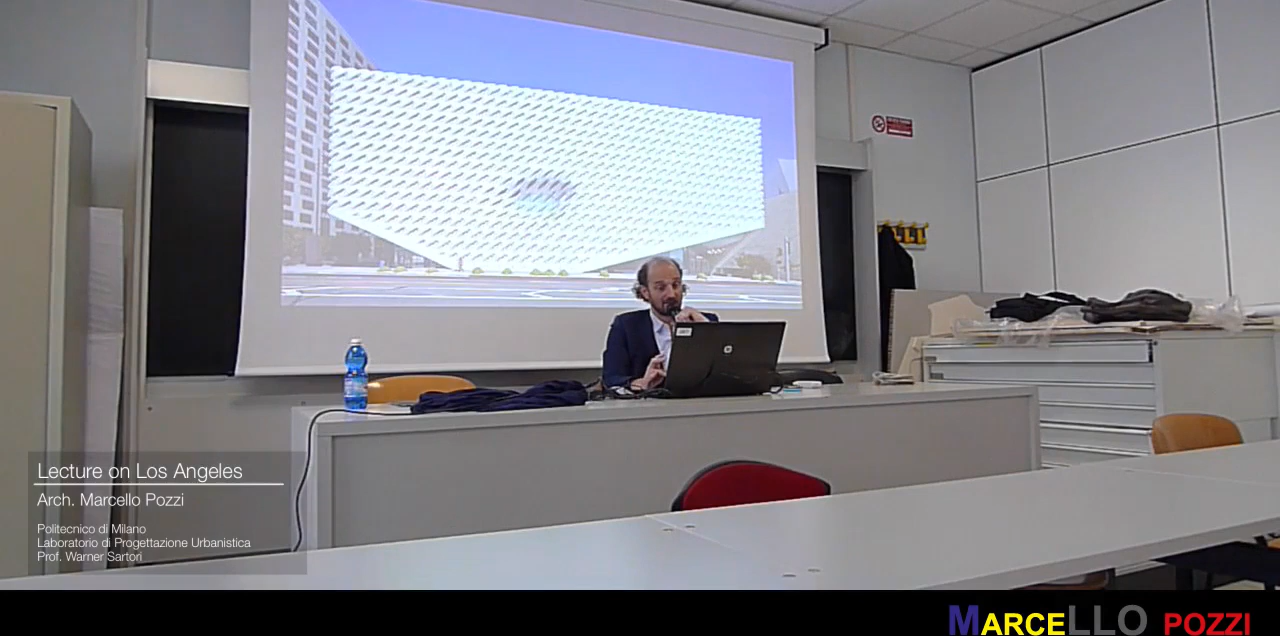 Lecture on Los Angeles
Arch. Marcello Pozzi
Politecnico di Milano
Laboratorio di Progettazione Urbanistica
Prof. Warner Sartori
MARCELLO POZZI